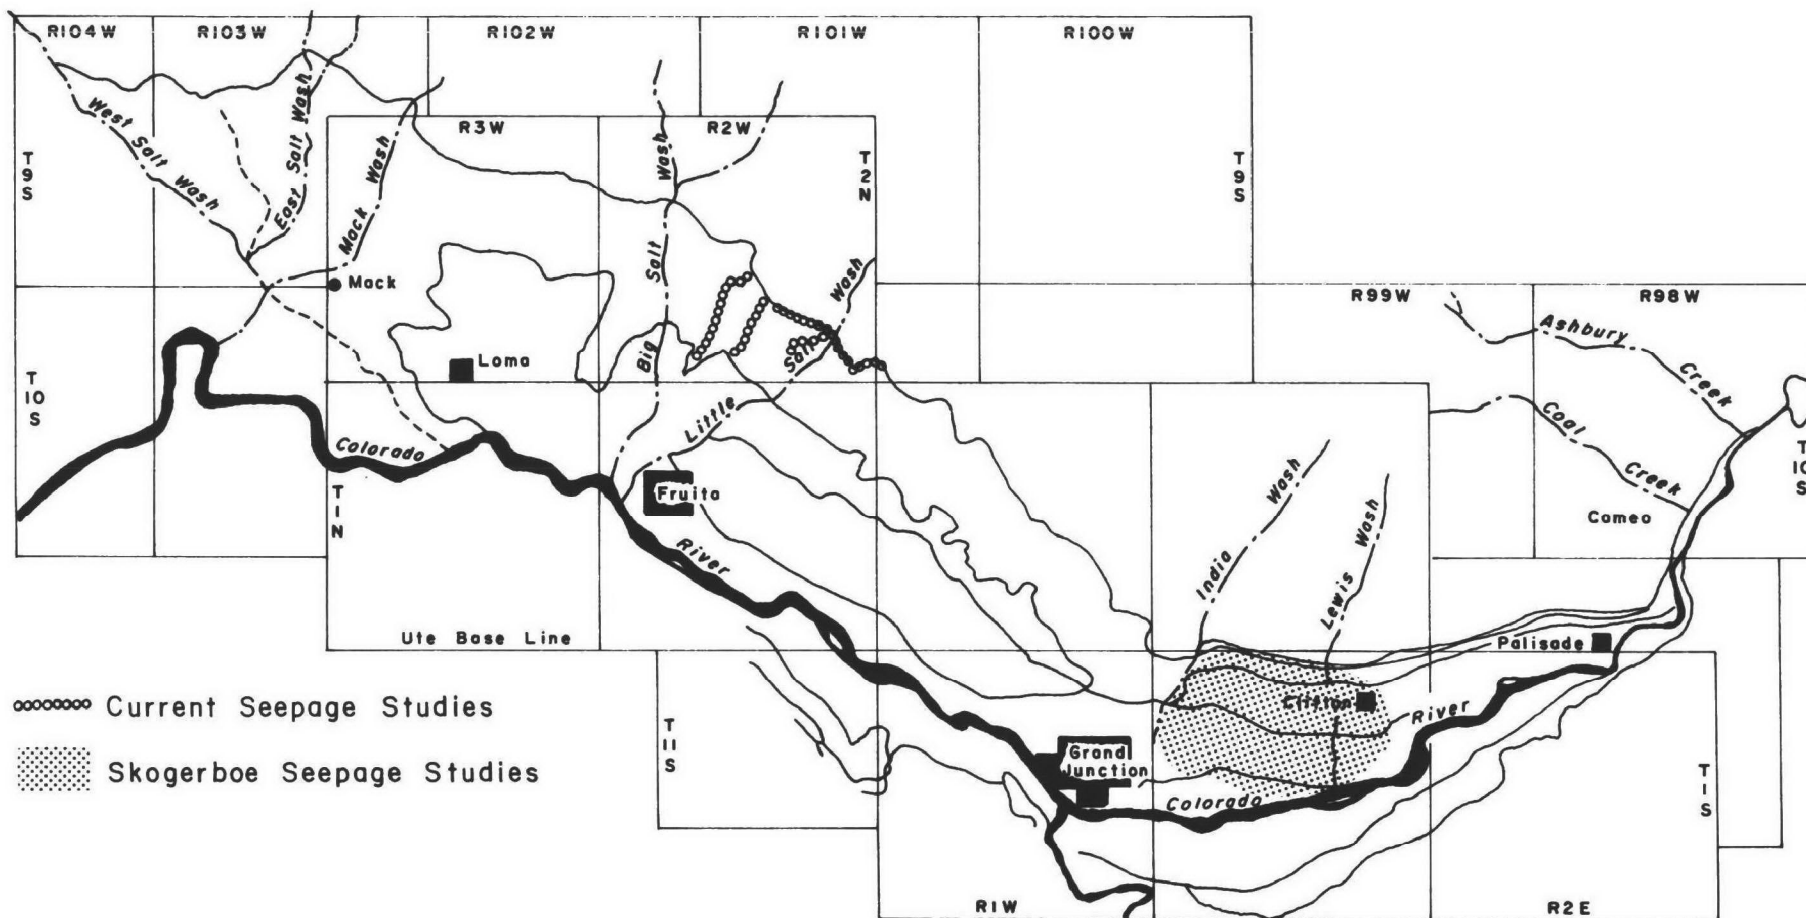 R104W
R103W
R102W
R101W
R100W
R3W
R2W
T9S
West Salt Wash
East Salt Wash
Mack Wash
Wash
T2N
T9S
Salt
Wash
Mack
R99W
R98W
Ashbury
Creek
Big
Salt
Loma
T10S
Little
Coal
Creek
T10S
Colorado
Fruita
T1N
Wash
Wash
Cameo
River
India
Lewis
Ute Base Line
Palisade
Current Seepage Studies
Clifton
River
T11S
Grand
Junction
Skogerboe Seepage Studies
T1S
Colorado
R1W
R2E